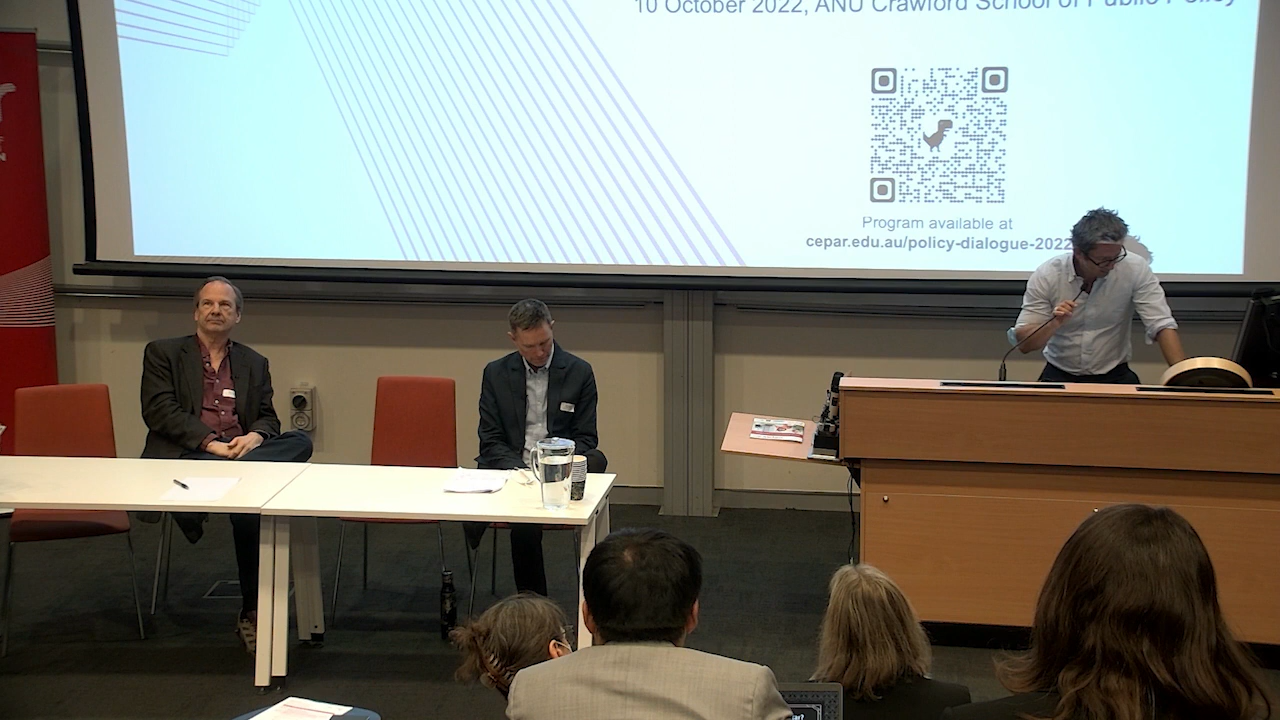 10 October 2022, ANU Crawford School of Public Policy
Program available at
cepar.edu.au/policy-dialogue-2022